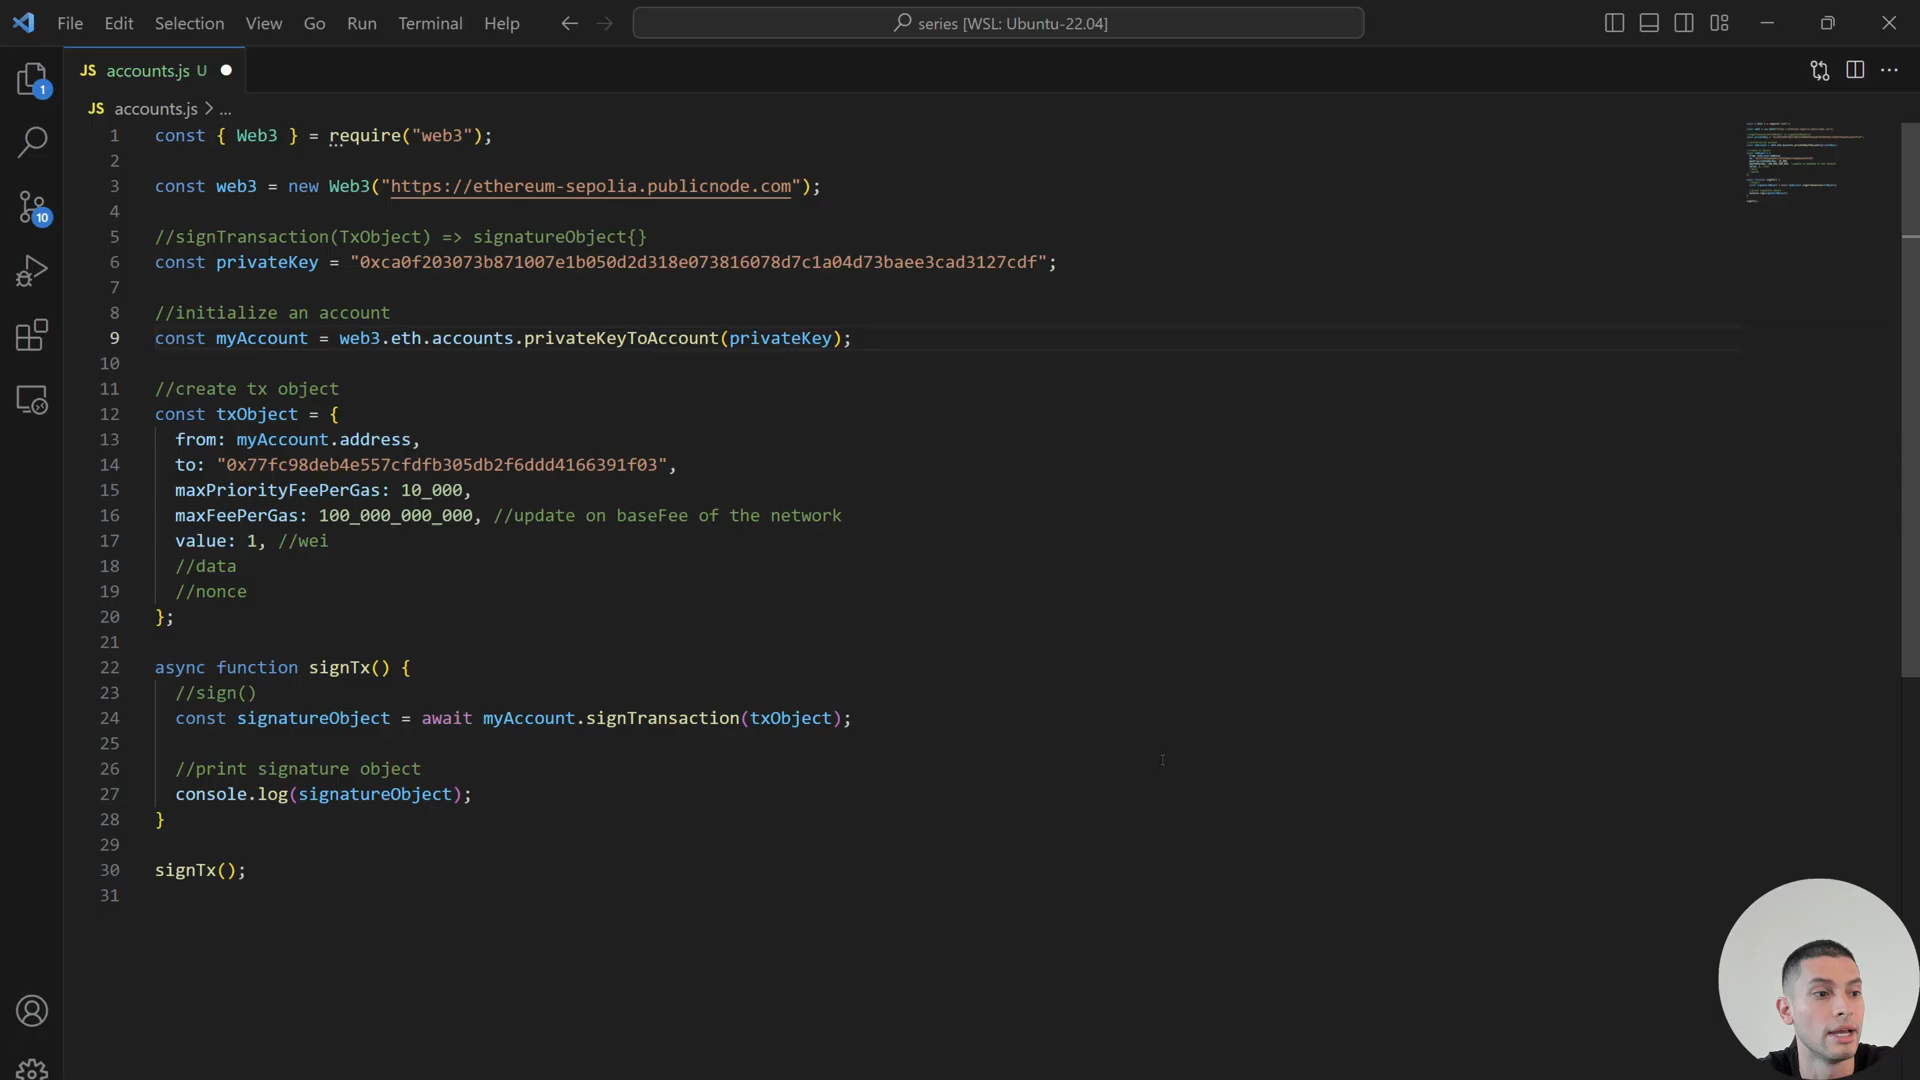 File Edit Selection View Go Run Terminal Help
series [WSL: Ubuntu-22.04]
JS accounts.js U
1
JS accounts.js > ...
1 const { Web3 } = require("web3");
2
3 const web3 = new Web3("https://ethereum-sepolia.publicnode.com");
4
5 //signTransaction(TxObject) => signatureObject{}
10
6 const privateKey = "0xca0f203073b871007e1b050d2d318e073816078d7c1a04d73baee3cad3127cdf";
7
8 //initialize an account
9 const myAccount = web3.eth.accounts.privateKeyToAccount(privateKey);
10
11 //create tx object
12 const txObject = {
13 from: myAccount.address,
14 to: "0x77fc98deb4e557cfdfb305db2f6ddd4166391f03",
15 maxPriorityFeePerGas: 10_000,
16 maxFeePerGas: 100_000_000_000, //update on baseFee of the network
17 value: 1, //wei
18 //data
19 //nonce
20 };
21
22 async function signTx() {
23 //sign()
24 const signatureObject = await myAccount.signTransaction(txObject);
25
26 //print signature object
27 console.log(signatureObject);
28 }
29
30 signTx();
31